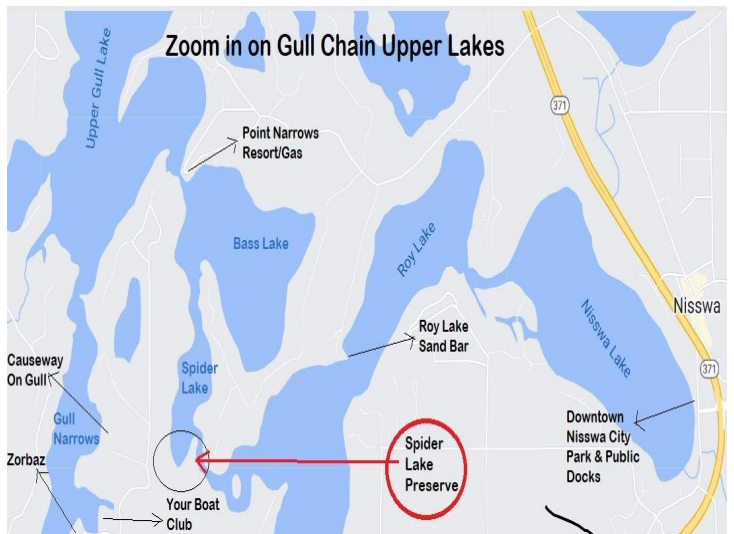 Zoom in on Gull Chain Upper Lakes
Upper Gull Lake
371
Point Narrows
Resort/Gas
Bass Lake
Roy Lake
Nisswa Lake
Nisswa
Roy Lake
Sand Bar
371
Causeway
On Gull
Spider
Lake
Gull
Narrows
Downtown
Nisswa City
Park & Public
Docks
Spider
Lake
Preserve
Zorbaz
Your Boat
Club